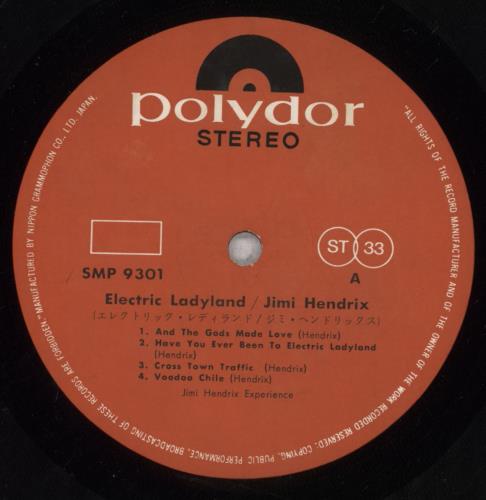 polydor
STEREO
ST 33
SMP 9301
A
Electric Ladyland / Jimi Hendrix
(エレクトリック・レディランド/ジミ・ヘンドリックス)
1. And The Gods Made Love (Hendrix)
2. Have You Ever Been To Electric Ladyland
(Hendrix)
3. Cross Town Traffic (Hendrix)
4. Voodoo Chile (Hendrix)
Jimi Hendrix Experience
"ALL RIGHTS OF THE RECORD MANUFACTURER AND OF THE OWNER OF THE WORK RECORDED RESERVED. COPYING, PUBLIC PERFORMANCE, BROADCASTING OF THESE RECORDS ARE FORBIDDEN" MANUFACTURED BY NIPPON GRAMMOPHON CO., LTD. JAPAN.